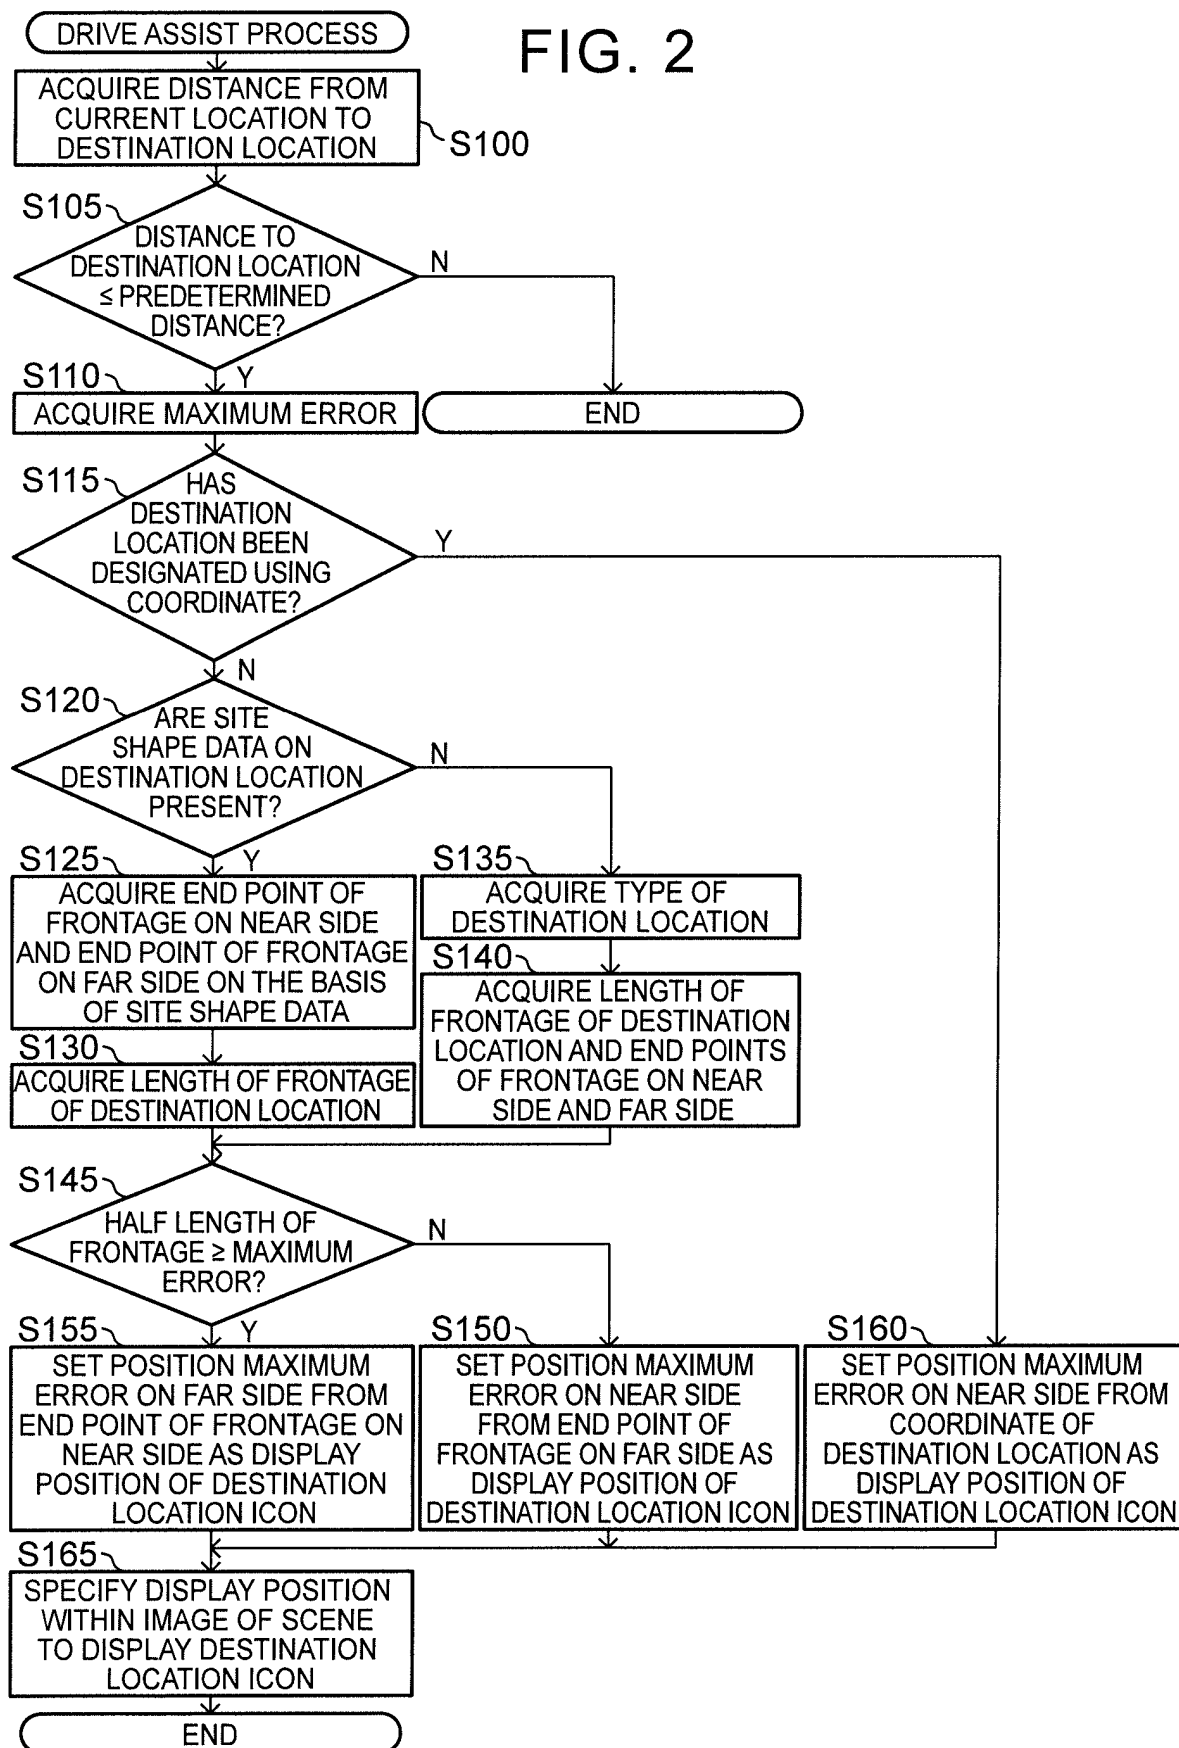 DRIVE ASSIST PROCESS
FIG. 2
ACQUIRE DISTANCE FROM
CURRENT LOCATION TO
DESTINATION LOCATION
S100
S105
DISTANCE TO
DESTINATION LOCATION
≤ PREDETERMINED
DISTANCE?
N
Y
S110
ACQUIRE MAXIMUM ERROR
END
S115
HAS
DESTINATION
LOCATION BEEN
DESIGNATED USING
COORDINATE?
Y
N
S120
ARE SITE
SHAPE DATA ON
DESTINATION LOCATION
PRESENT?
N
Y
S125
ACQUIRE END POINT OF
FRONTAGE ON NEAR SIDE
AND END POINT OF FRONTAGE
ON FAR SIDE ON THE BASIS
OF SITE SHAPE DATA
S135
ACQUIRE TYPE OF
DESTINATION LOCATION
S140
ACQUIRE LENGTH OF
FRONTAGE OF DESTINATION
LOCATION AND END POINTS
OF FRONTAGE ON NEAR
SIDE AND FAR SIDE
S130
ACQUIRE LENGTH OF FRONTAGE
OF DESTINATION LOCATION
S145
HALF LENGTH OF
FRONTAGE ≥ MAXIMUM
ERROR?
N
Y
S155
SET POSITION MAXIMUM
ERROR ON FAR SIDE FROM
END POINT OF FRONTAGE ON
NEAR SIDE AS DISPLAY
POSITION OF DESTINATION
LOCATION ICON
S150
SET POSITION MAXIMUM
ERROR ON NEAR SIDE
FROM END POINT OF
FRONTAGE ON FAR SIDE AS
DISPLAY POSITION OF
DESTINATION LOCATION ICON
S160
SET POSITION MAXIMUM
ERROR ON NEAR SIDE FROM
COORDINATE OF
DESTINATION LOCATION AS
DISPLAY POSITION OF
DESTINATION LOCATION ICON
S165
SPECIFY DISPLAY POSITION
WITHIN IMAGE OF SCENE
TO DISPLAY DESTINATION
LOCATION ICON
END